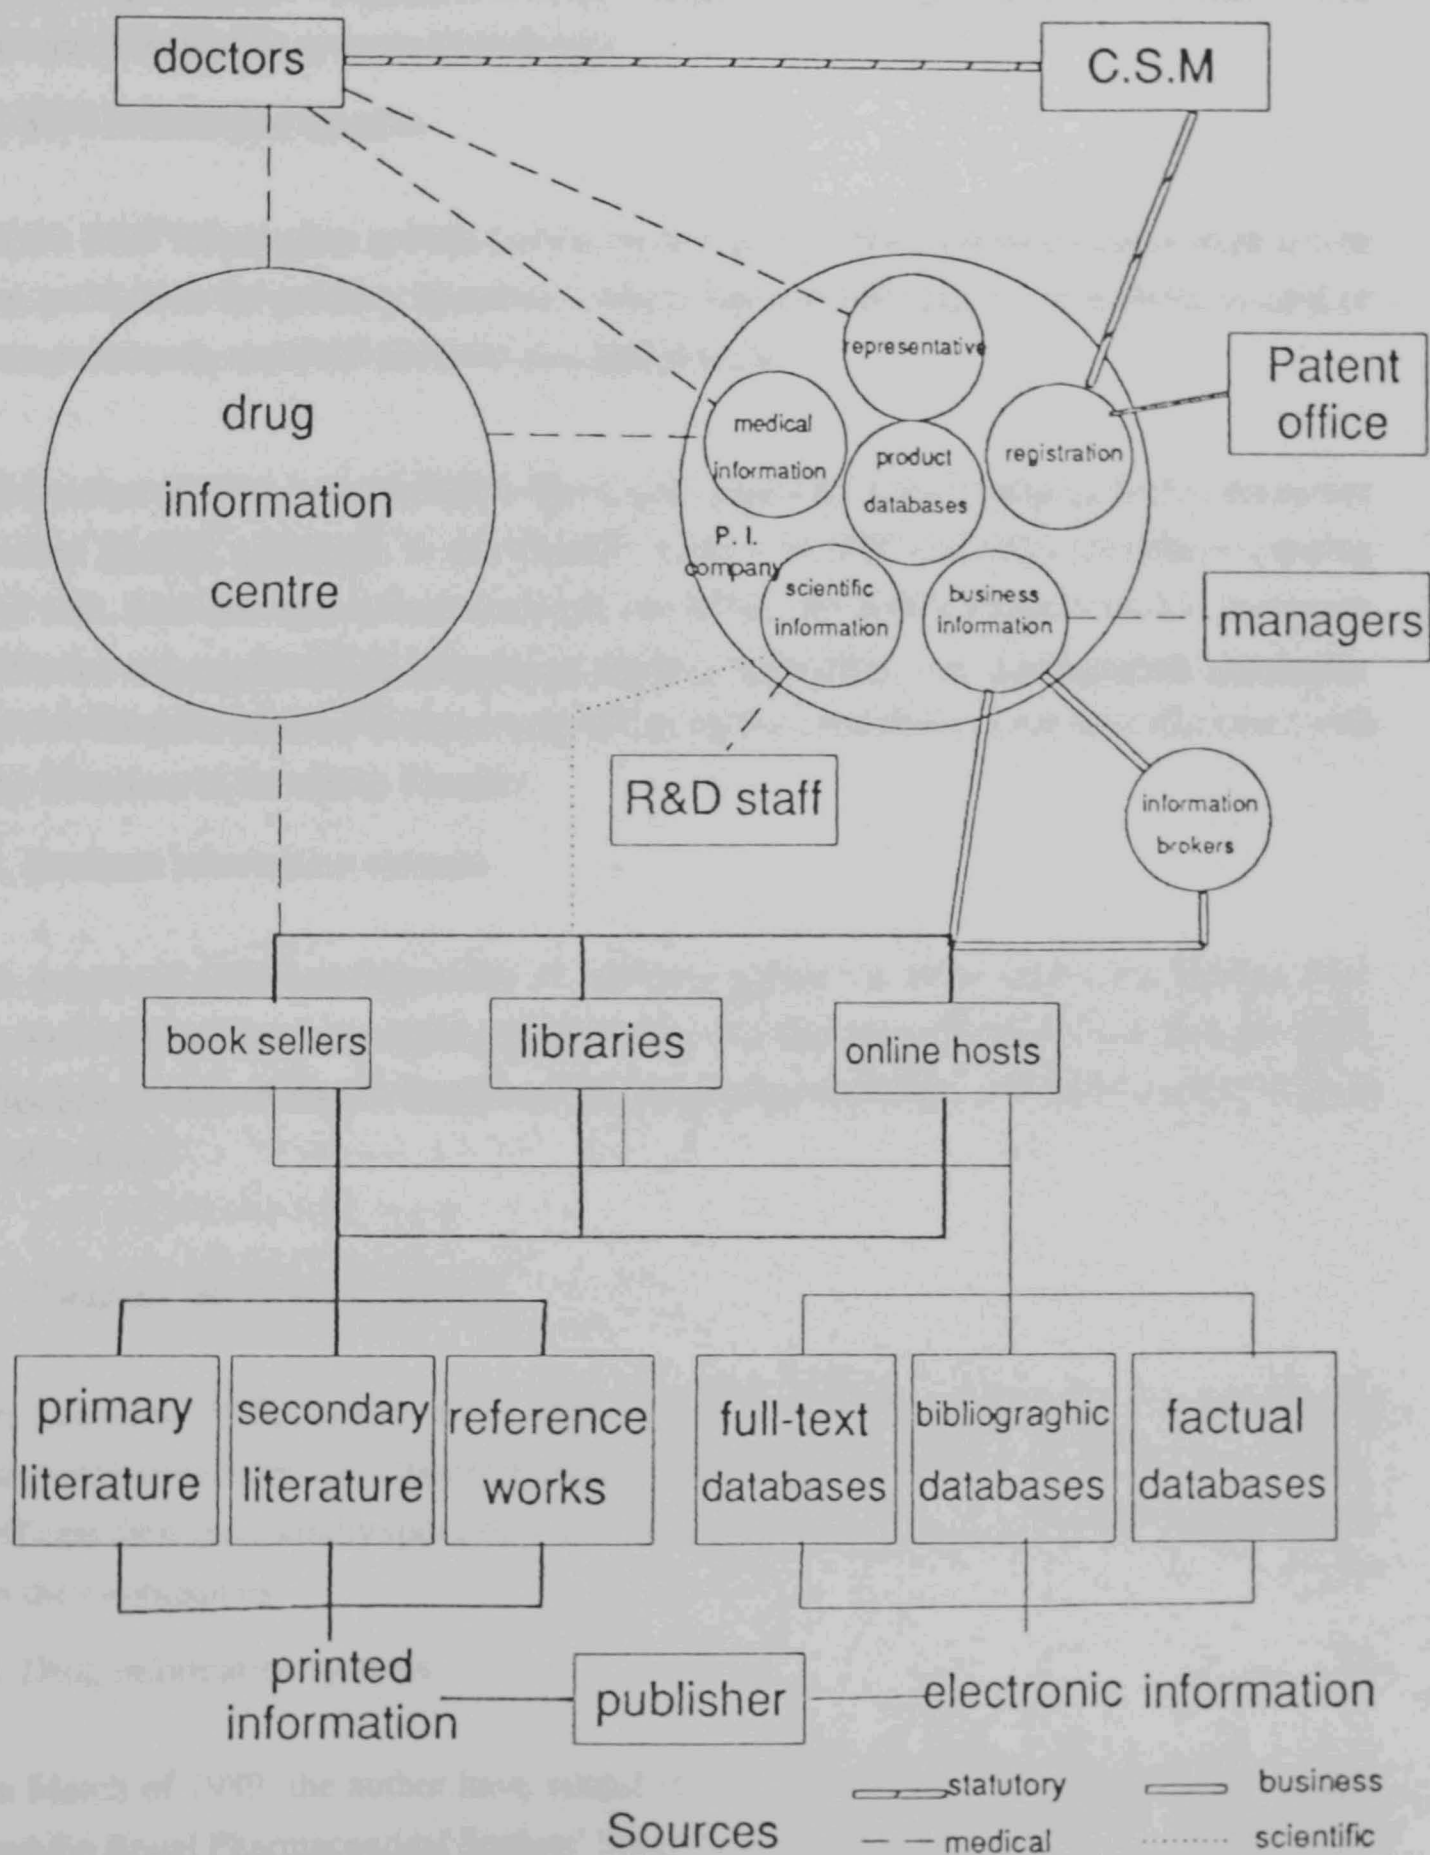 doctors
C.S.M
drug
information
centre
representative
medical
information
product
databases
registration
Patent
office
P. I.
company
scientific
information
business
information
managers
R&D staff
information
brokers
book sellers
libraries
online hosts
primary
literature
secondary
literature
reference
works
full-text
databases
bibliograghic
databases
factual
databases
printed
information
publisher
electronic information
Sources
statutory
business
medical
scientific